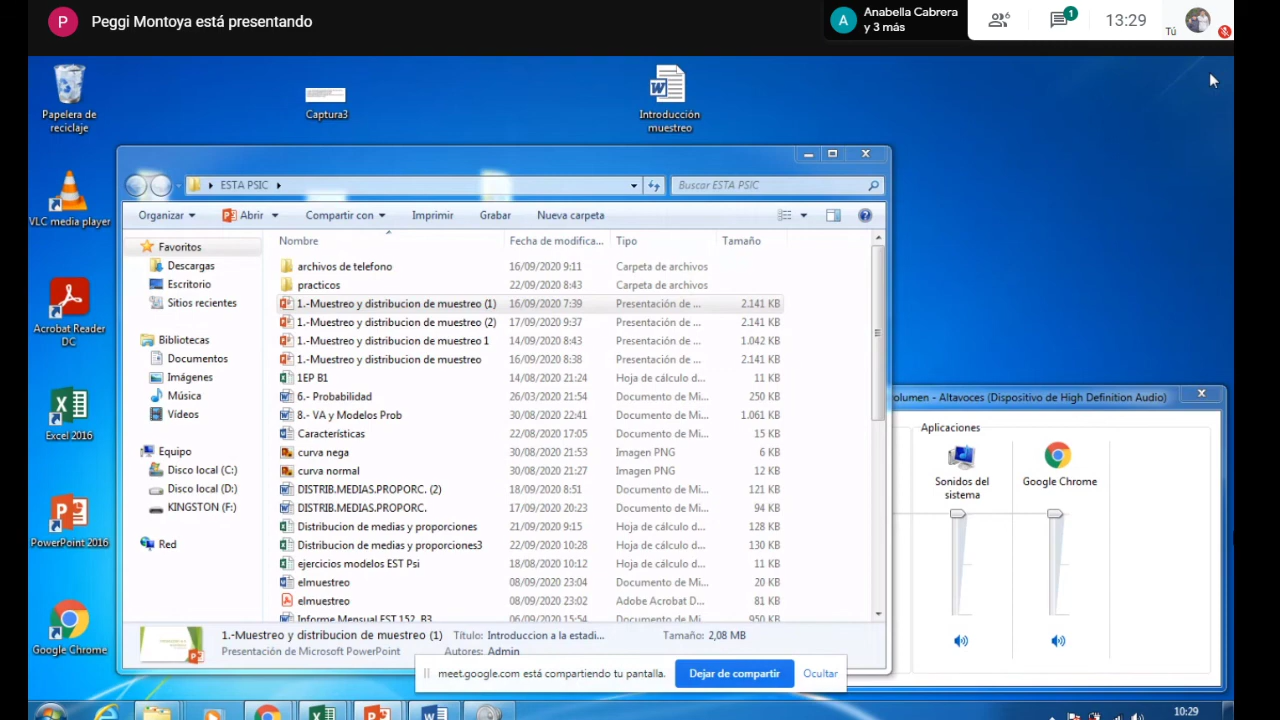 P
Peggi Montoya está presentando
A
Anabella Cabrera
y 3 más
6
1
13:29
Tú
Papelera de
reciclaje
Captura3
Introducción
muestreo
VLC media player
Acrobat Reader
DC
Excel 2016
PowerPoint 2016
Google Chrome
ESTA PSIC
Buscar ESTA PSIC
Organizar Abrir Compartir con Imprimir Grabar Nueva carpeta
Favoritos
Descargas
Escritorio
Sitios recientes
Bibliotecas
Documentos
Imágenes
Música
Vídeos
Equipo
Disco local (C:)
Disco local (D:)
KINGSTON (F:)
Red
Nombre Fecha de modifica... Tipo Tamaño
archivos de telefono 16/09/2020 9:11 Carpeta de archivos
practicos 22/09/2020 8:43 Carpeta de archivos
1.-Muestreo y distribucion de muestreo (1) 16/09/2020 7:39 Presentación de ... 2.141 KB
1.-Muestreo y distribucion de muestreo (2) 17/09/2020 9:37 Presentación de ... 2.141 KB
1.-Muestreo y distribucion de muestreo 1 14/09/2020 8:43 Presentación de ... 1.042 KB
1.-Muestreo y distribucion de muestreo 16/09/2020 8:38 Presentación de ... 2.141 KB
1EP B1 14/08/2020 21:24 Hoja de cálculo d... 11 KB
6.- Probabilidad 26/03/2020 21:54 Documento de Mi... 250 KB
8.- VA y Modelos Prob 30/08/2020 22:41 Documento de Mi... 1.061 KB
Características 22/08/2020 17:05 Documento de Mi... 15 KB
curva nega 30/08/2020 21:53 Imagen PNG 6 KB
curva normal 30/08/2020 21:27 Imagen PNG 12 KB
DISTRIB.MEDIAS.PROPORC. (2) 18/09/2020 8:51 Documento de Mi... 121 KB
DISTRIB.MEDIAS.PROPORC. 17/09/2020 20:23 Documento de Mi... 94 KB
Distribucion de medias y proporciones 21/09/2020 9:15 Hoja de cálculo d... 128 KB
Distribucion de medias y proporciones3 22/09/2020 10:28 Hoja de cálculo d... 130 KB
ejercicios modelos EST Psi 18/08/2020 10:12 Hoja de cálculo d... 11 KB
elmuestreo 08/09/2020 23:04 Documento de Mi... 20 KB
elmuestreo 08/09/2020 23:02 Adobe Acrobat D... 81 KB
Informe Mensual EST 152 B3 06/09/2020 15:54 Documento de Mi... 950 KB
1.-Muestreo y distribucion de muestreo (1) Título: Introduccion a la estadi... Tamaño: 2,08 MB
Presentación de Microsoft PowerPoint Autores: Admin
olumen - Altavoces (Dispositivo de High Definition Audio)
Aplicaciones
Sonidos del
sistema
Google Chrome
meet.google.com está compartiendo tu pantalla. Dejar de compartir Ocultar
10:29